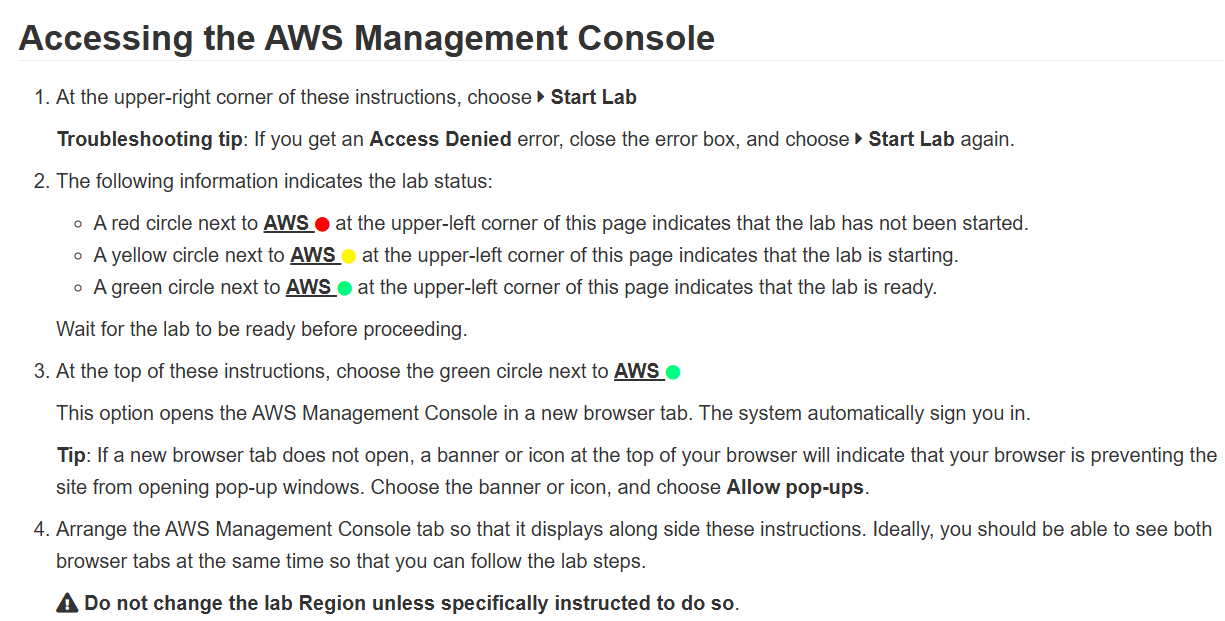 Accessing the AWS Management Console
1. At the upper-right corner of these instructions, choose Start Lab
Troubleshooting tip: If you get an Access Denied error, close the error box, and choose Start Lab again.
2. The following information indicates the lab status:
A red circle next to AWS at the upper-left corner of this page indicates that the lab has not been started.
A yellow circle next to AWS at the upper-left corner of this page indicates that the lab is starting.
A green circle next to AWS at the upper-left corner of this page indicates that the lab is ready.
Wait for the lab to be ready before proceeding.
3. At the top of these instructions, choose the green circle next to AWS
This option opens the AWS Management Console in a new browser tab. The system automatically sign you in.
Tip: If a new browser tab does not open, a banner or icon at the top of your browser will indicate that your browser is preventing the
site from opening pop-up windows. Choose the banner or icon, and choose Allow pop-ups.
4. Arrange the AWS Management Console tab so that it displays along side these instructions. Ideally, you should be able to see both
browser tabs at the same time so that you can follow the lab steps.
Do not change the lab Region unless specifically instructed to do so.